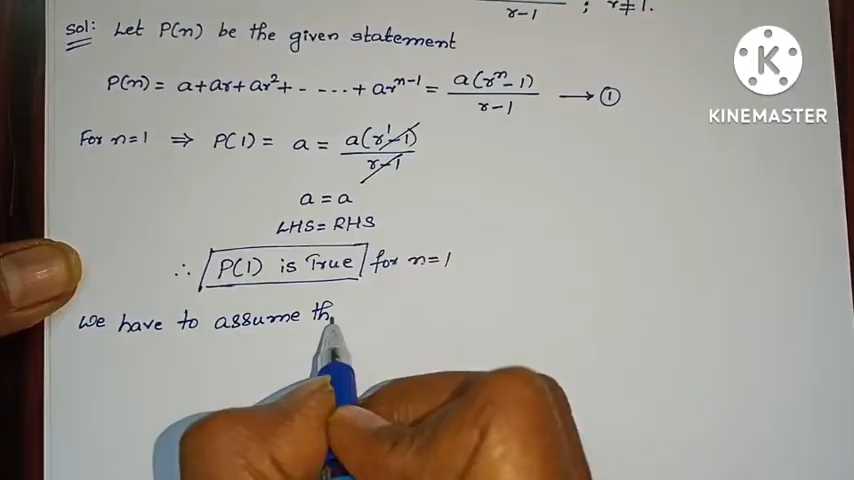 r-1 ; r≠1.
Sol: Let P(n) be the given statement
P(n) = a+ar+ar²+- - ...+ arⁿ⁻¹ = a(rⁿ-1) / r-1 → ①
For n=1 ⇒ P(1) = a = a(r¹-1) / r-1
a = a
LHS = RHS
∴ P(1) is True for n=1
We have to assume th
K
KINEMASTER